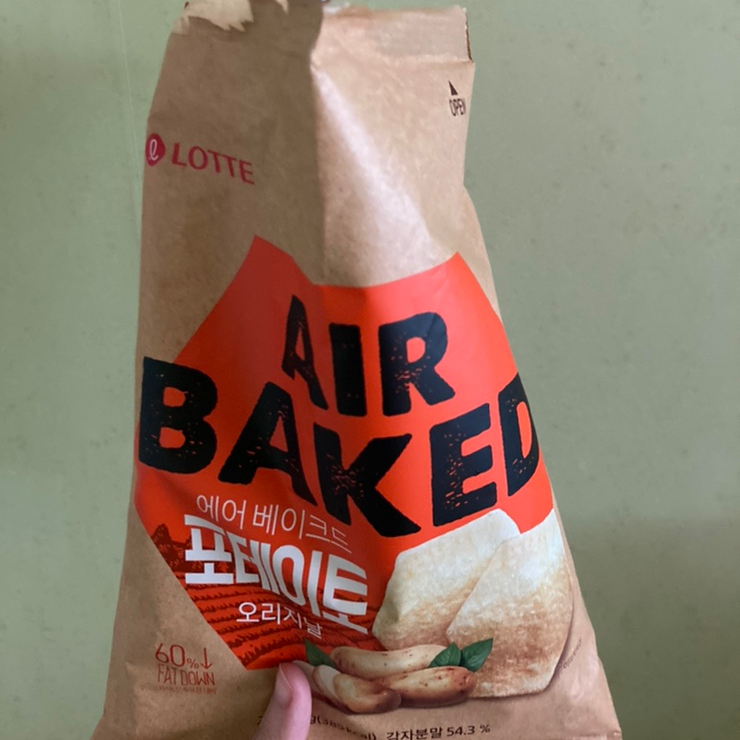 OPEN
LOTTE
AIR
BAKED
에어 베이크드
포테이토
오리지날
60%↓
FAT DOWN
감자분말 54.3 %